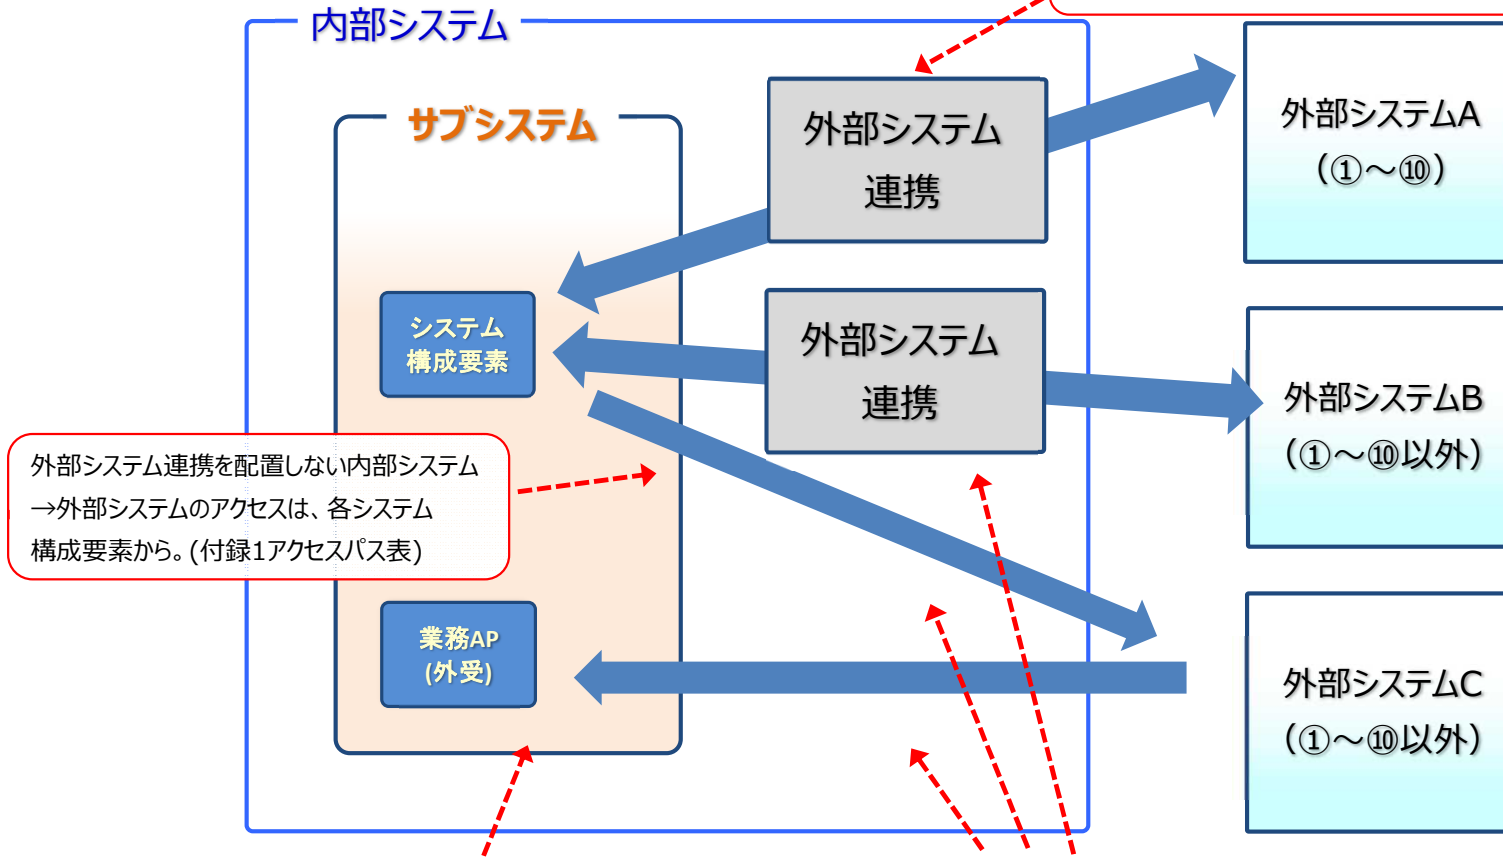 内部システム
サブシステム
外部システム
連携
外部システムA
（①～⑩）
システム
構成要素
外部システム
連携
外部システムB
（①～⑩以外）
外部システム連携を配置しない内部システム
→外部システムのアクセスは、各システム
構成要素から。(付録1アクセスパス表)
業務AP
(外受)
外部システムC
（①～⑩以外）